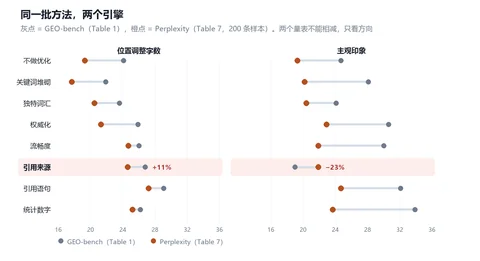 同一批方法，两个引擎
灰点 = GEO-bench（Table 1），橙点 = Perplexity（Table 7，200 条样本）。两个量表不能相减，只看方向
位置调整字数 主观印象
不做优化
关键词堆砌
独特词汇
权威化
流畅度
引用来源 +11% −23%
引用语句
统计数字
16 20 24 28 32 36 16 20 24 28 32 36
GEO-bench（Table 1） Perplexity（Table 7）